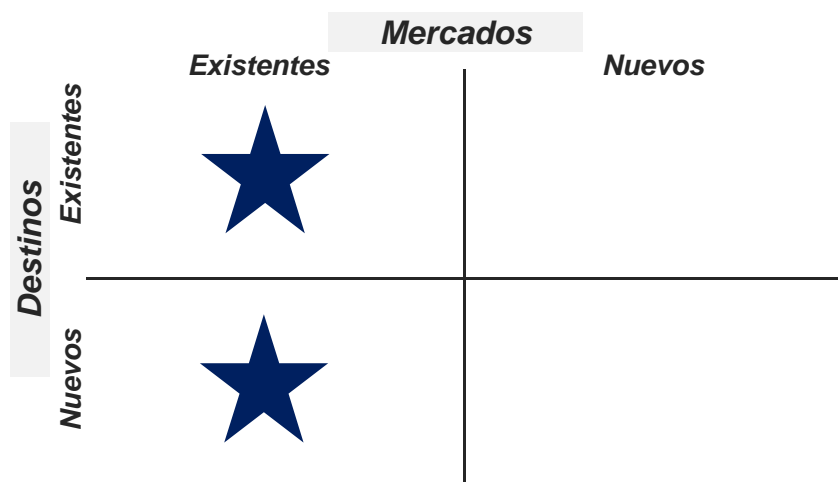 Mercados
Existentes
Nuevos
Destinos
Existentes
Nuevos